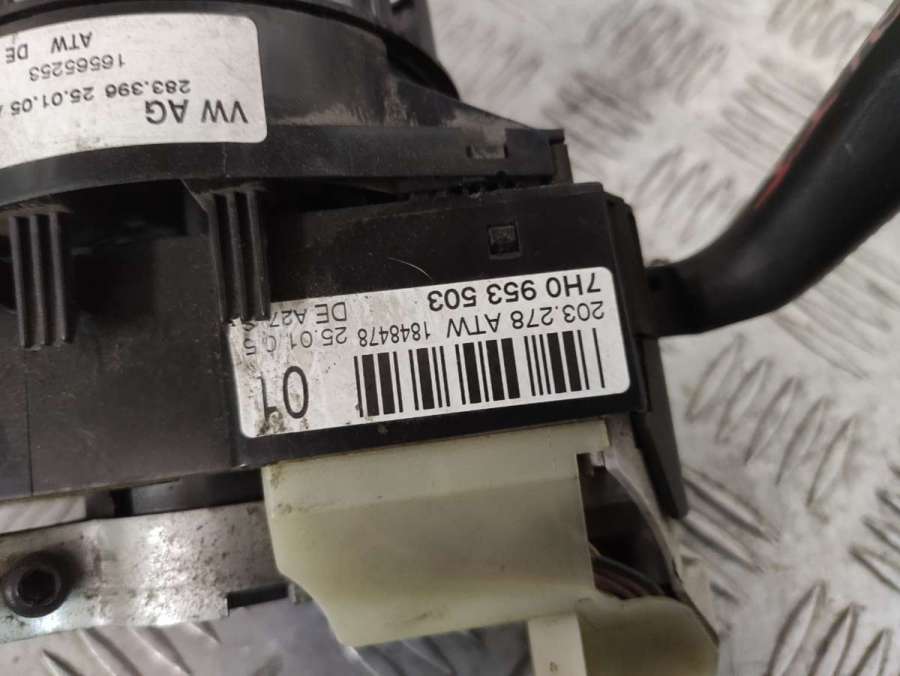 VW AG
283.396 25.01.05
16565253
ATW DE
7H0 953 503
203.278 ATW 1848478 25.01.05
DE A27
01